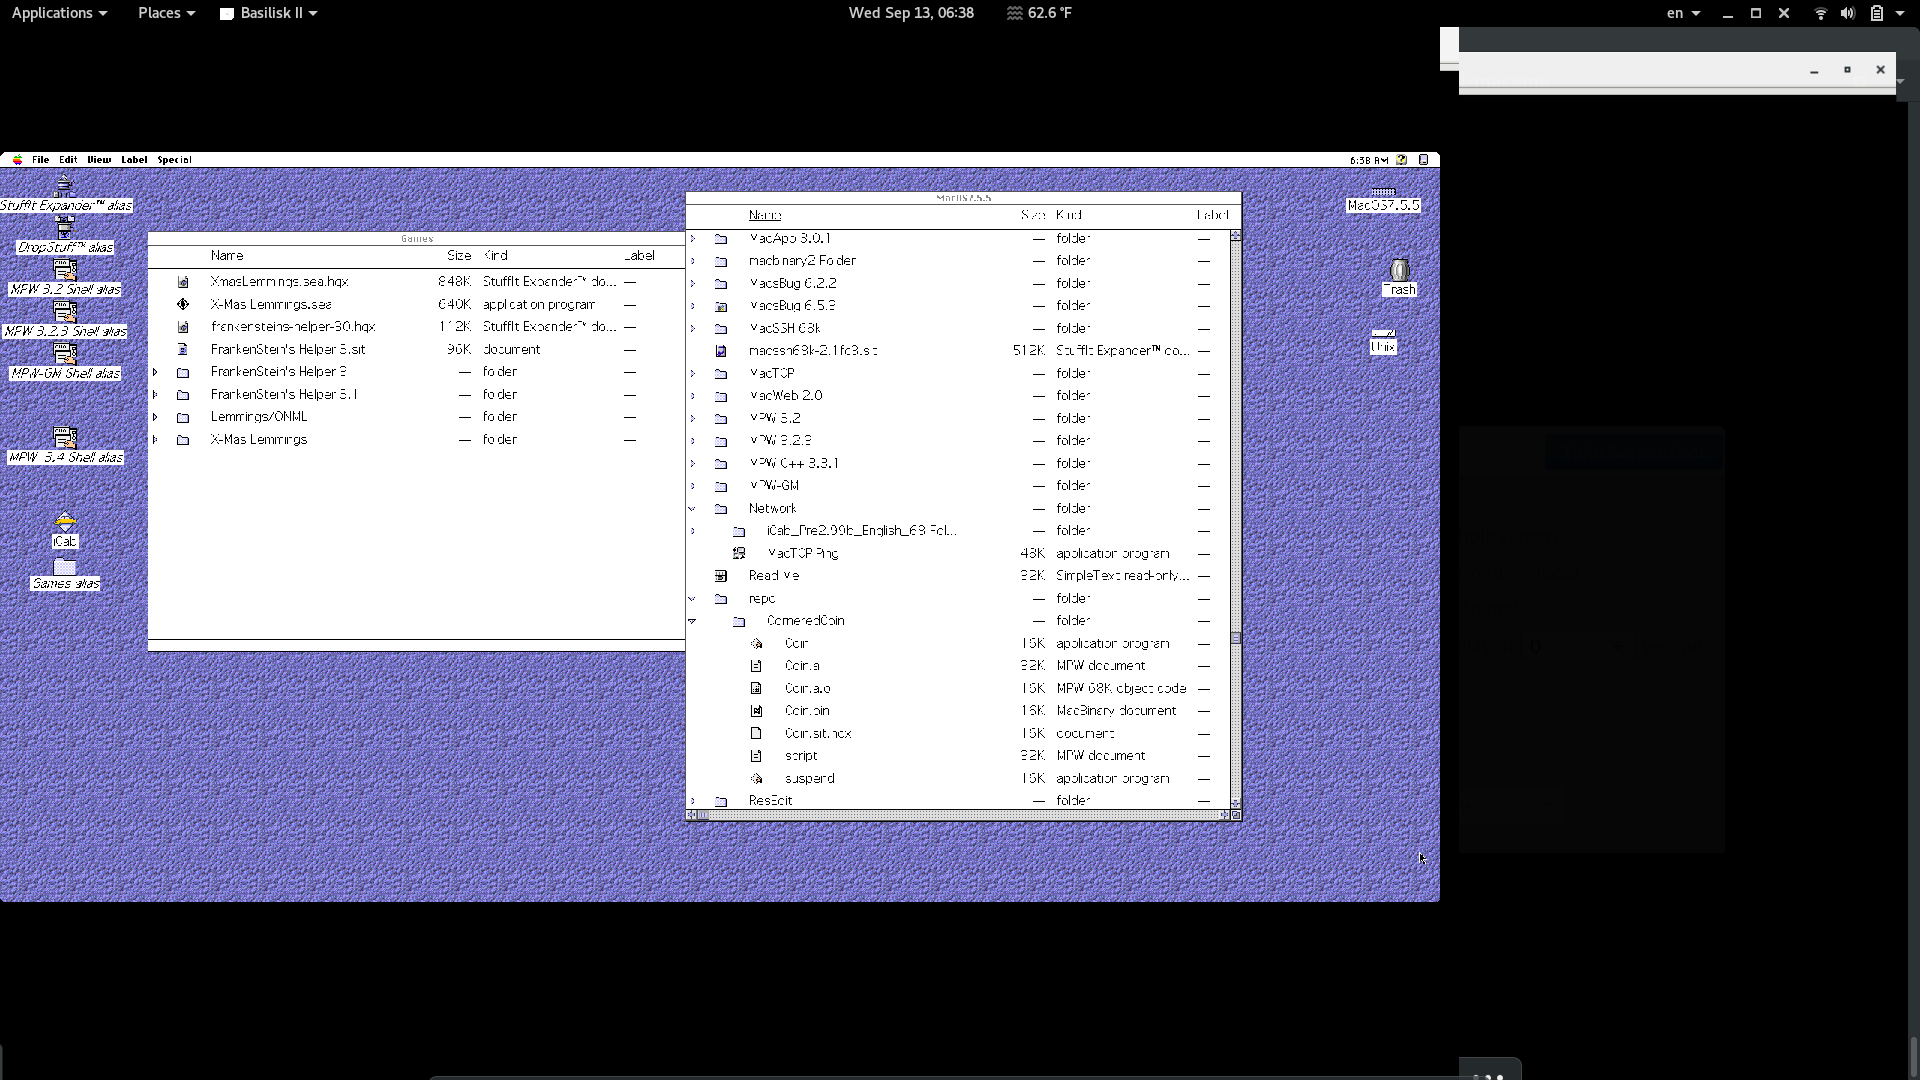 Applications Places Basilisk II Wed Sep 13, 06:38 62.6 °F en
File Edit View Label Special 6:38 AM
StuffIt Expander™ alias
DropStuff™ alias
MPW 3.2 Shell alias
MPW 3.2.3 Shell alias
MPW-GM Shell alias
MPW 3.4 Shell alias
iCab
Games alias
Games
Name Size Kind Label
XmasLemmings.sea.hqx 848K StuffIt Expander™ do... —
X-Mas Lemmings.sea 640K application program —
frankensteins-helper-30.hqx 112K StuffIt Expander™ do... —
FrankenStein's Helper 3.sit 96K document —
FrankenStein's Helper 3 — folder —
FrankenStein's Helper 3.1 — folder —
Lemmings/ONML — folder —
X-Mas Lemmings — folder —
MacOS7.5.5
Name Size Kind Label
MacApp 3.0.1 — folder —
macbinary2 Folder — folder —
MacsBug 6.2.2 — folder —
MacsBug 6.5.3 — folder —
MacSSH 68k — folder —
macssh68k-2.1fc3.sit 512K StuffIt Expander™ do... —
MacTCP — folder —
MacWeb 2.0 — folder —
MPW 3.2 — folder —
MPW 3.2.3 — folder —
MPW C++ 3.3.1 — folder —
MPW-GM — folder —
Network — folder —
iCab_Pre2.99b_English_68 Fol... — folder —
MacTCP Ping 48K application program —
Read Me 32K SimpleText read-only... —
repo — folder —
CorneredCoin — folder —
Coin 16K application program —
Coin.a 32K MPW document —
Coin.a.o 16K MPW 68K object code —
Coin.bin 16K MacBinary document —
Coin.sit.hqx 16K document —
script 32K MPW document —
suspend 16K application program —
ResEdit — folder —
MacOS7.5.5
Trash
Unix